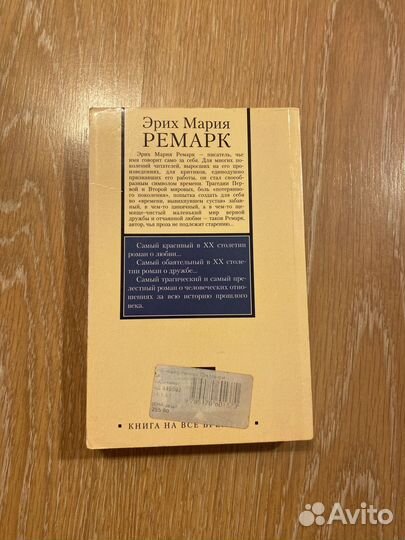 Эрих Мария
РЕМАРК
Эрих Мария Ремарк — писатель, чье
имя говорит само за себя. Для многих по-
колений читателей, выросших на его про-
изведениях, для критиков, единодушно
признавших его работы, он стал своеоб-
разным символом времени. Трагедии Пер-
вой и Второй мировых, боль «потерянно-
го поколения», попытка создать для себя
во «времени, вывихнувшем сустав» забав-
ный, в чем-то циничный, а в чем-то щe-
мяще-чистый маленький мир верной
дружбы и отчаянной любви — таков Ремарк,
автор, чья проза не подлежит старению...
Самый красивый в XX столетии
роман о любви...
Самый обаятельный в XX столе-
тии роман о дружбе...
Самый трагический и самый пре-
лестный роман о человеческих отно-
шениях за всю историю прошлого
века.
КНИГА НА ВСЕ
Avito